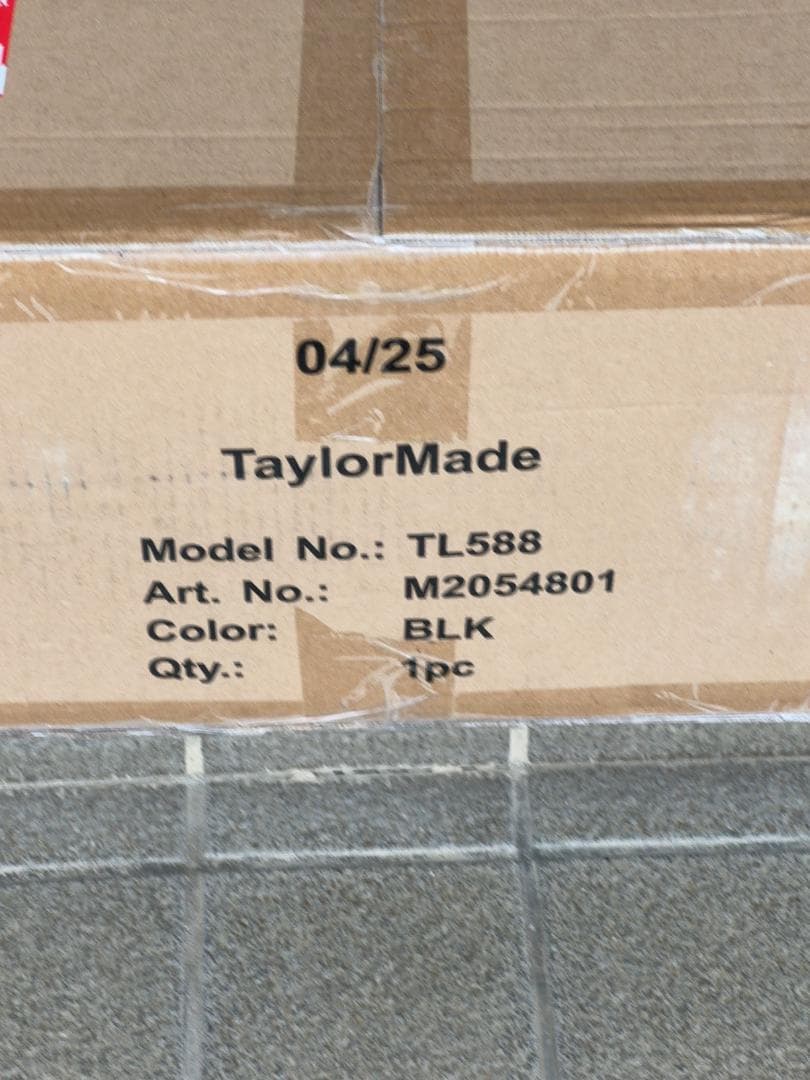 04/25
TaylorMade
Model No.: TL588
Art. No.: M2054801
Color: BLK
Qty.: 1pc